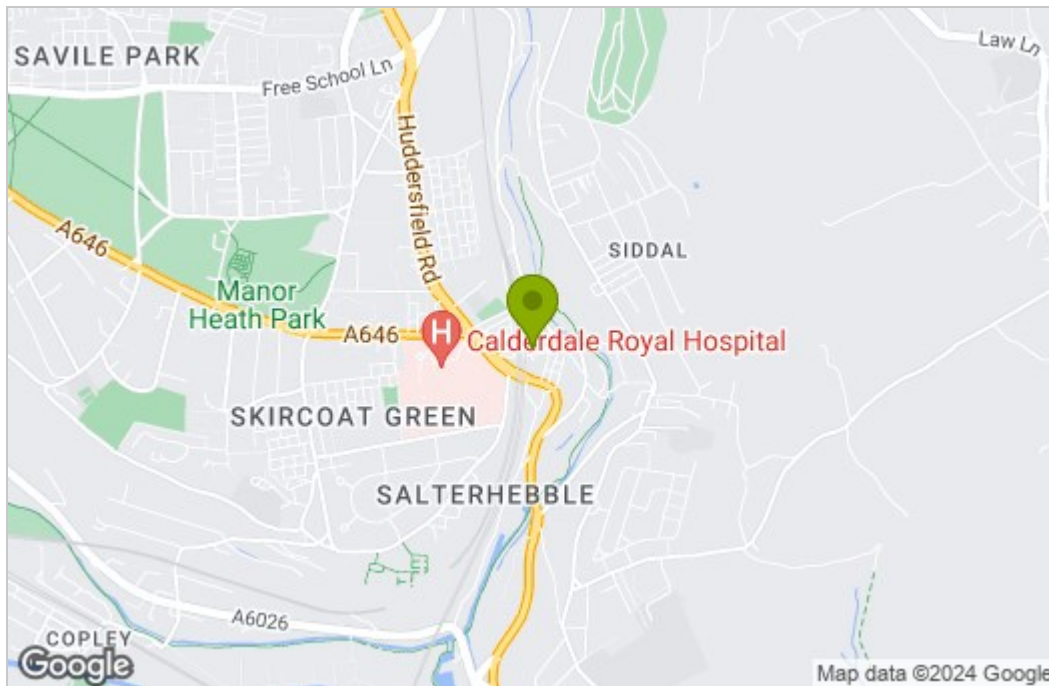 SAVILE PARK
Law Ln
Free School Ln
Huddersfield Rd
A646
SIDDAL
Manor
Heath Park
A646
H
Calderdale Royal Hospital
SKIRCOAT GREEN
SALTERHEBBLE
A6026
COPLEY
Google
Map data ©2024 Google